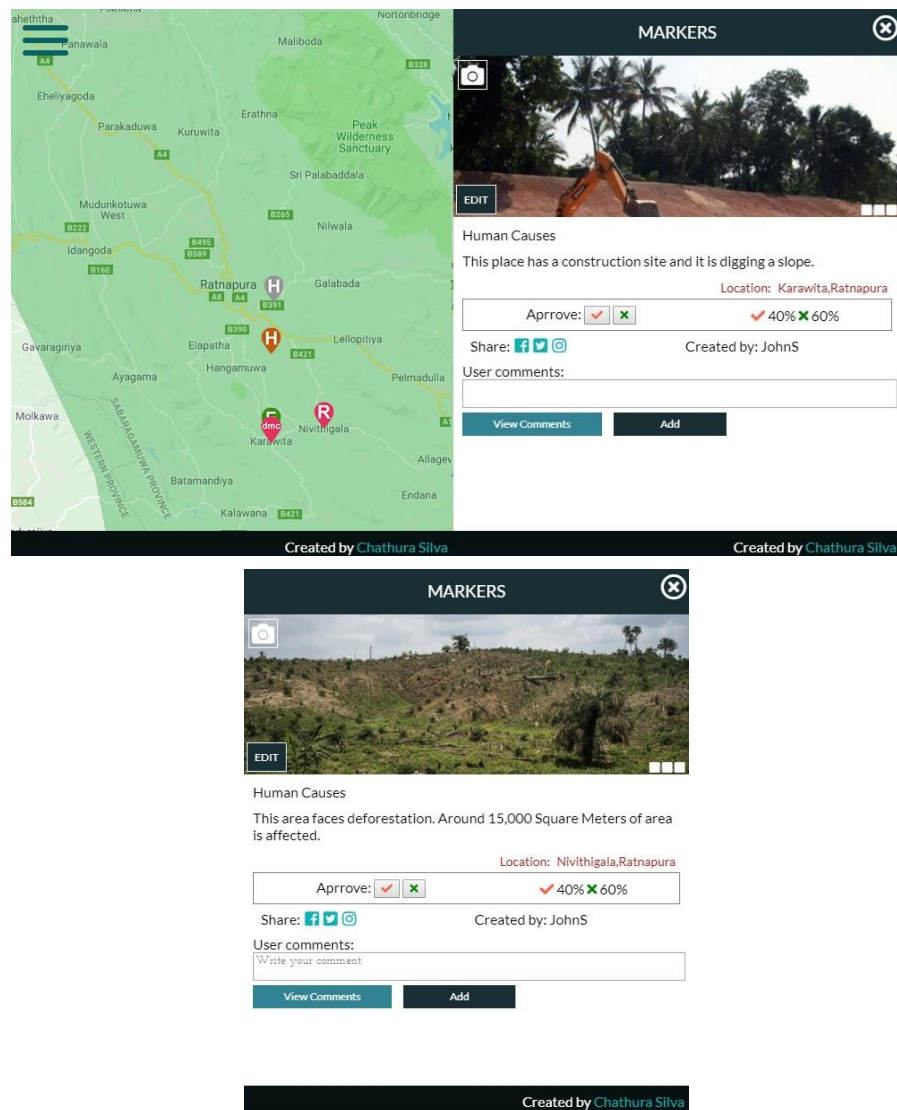 Nortonbridge
Panawala
Maliboda
A4
B328
Eheliyagoda
Erathna
Parakaduwa
Kuruwita
Peak
Wilderness
Sanctuary
A4
Sri Palabaddala
Mudunkotuwa
West
B265
B222
Nilwala
Idangoda
B495
B589
B160
Ratnapura
H
Galabada
A8 A4
B391
B390
H
Lellopitiya
Gavaragiriya
Elapatha
B421
Hangamuwa
Ayagama
Pelmadulla
Molkawa
R
dmc
Nivithigala
Karawita
SABARAGAMUWA PROVINCE
WESTERN PROVINCE
Batamandiya
Endana
B584
Kalawana
B421
Created by Chathura Silva
MARKERS
EDIT
Human Causes
This place has a construction site and it is digging a slope.
Location: Karawita,Ratnapura
Aprrove:
40% 60%
Share:
Created by: JohnS
User comments:
View Comments
Add
Created by Chathura Silva
MARKERS
EDIT
Human Causes
This area faces deforestation. Around 15,000 Square Meters of area
is affected.
Location: Nivithigala,Ratnapura
Aprrove:
40% 60%
Share:
Created by: JohnS
User comments:
Write your comment
View Comments
Add
Created by Chathura Silva